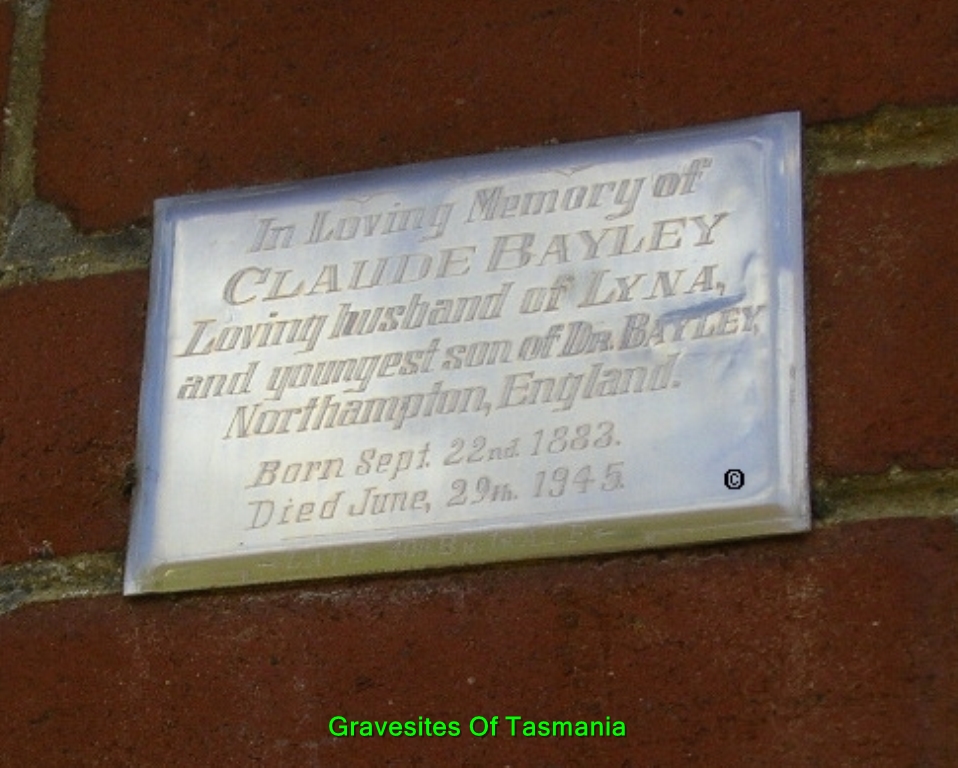 In Loving Memory of
CLAUDE BAYLEY
Loving husband of LYNA,
and youngest son of DR. BAYLEY,
Northampton, England.
Born Sept. 22nd. 1883.
Died June, 29th. 1945.
©
Gravesites Of Tasmania